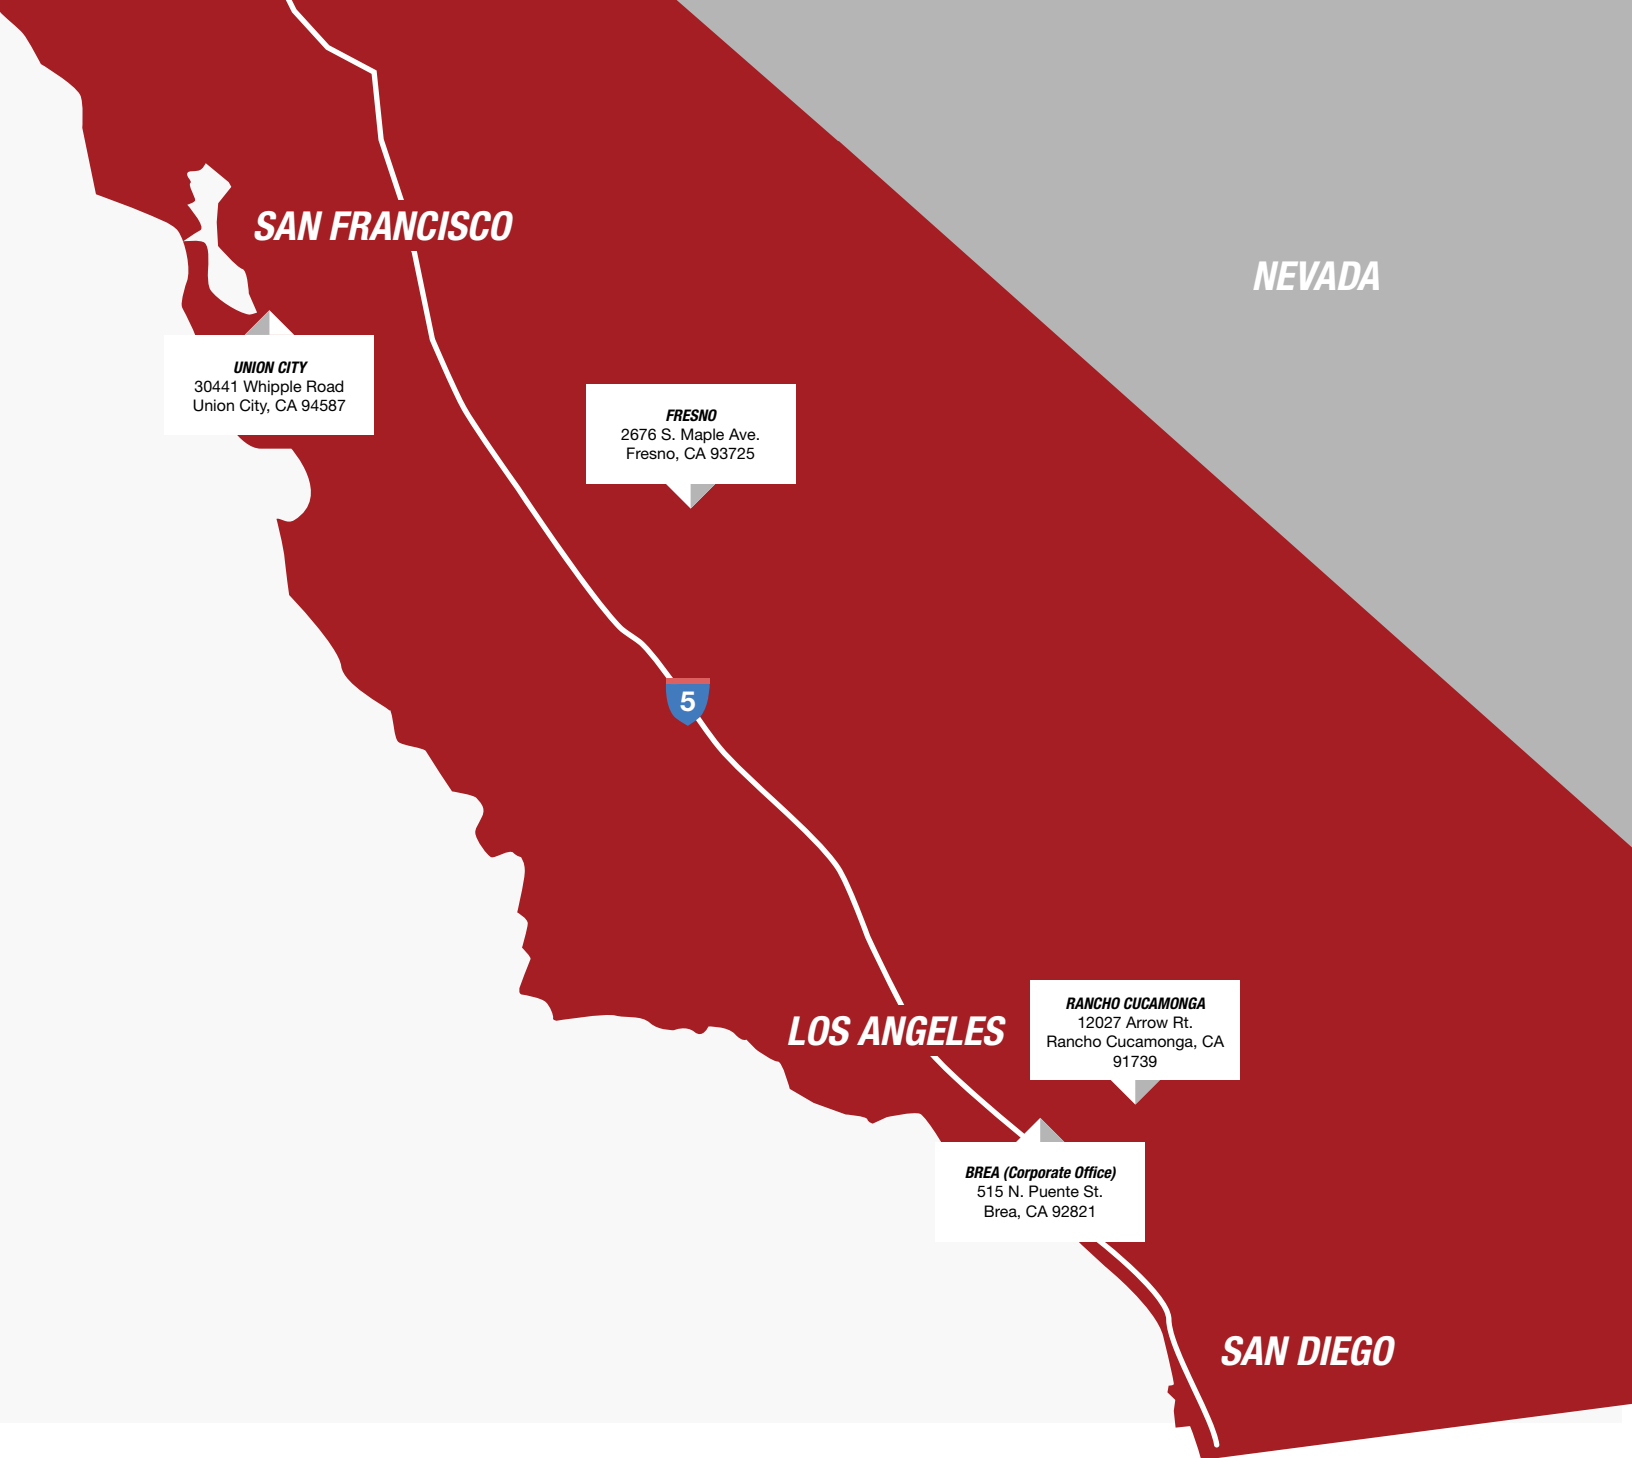 SAN FRANCISCO
NEVADA
UNION CITY
30441 Whipple Road
Union City, CA 94587
FRESNO
2676 S. Maple Ave.
Fresno, CA 93725
5
LOS ANGELES
RANCHO CUCAMONGA
12027 Arrow Rt.
Rancho Cucamonga, CA
91739
BREA (Corporate Office)
515 N. Puente St.
Brea, CA 92821
SAN DIEGO